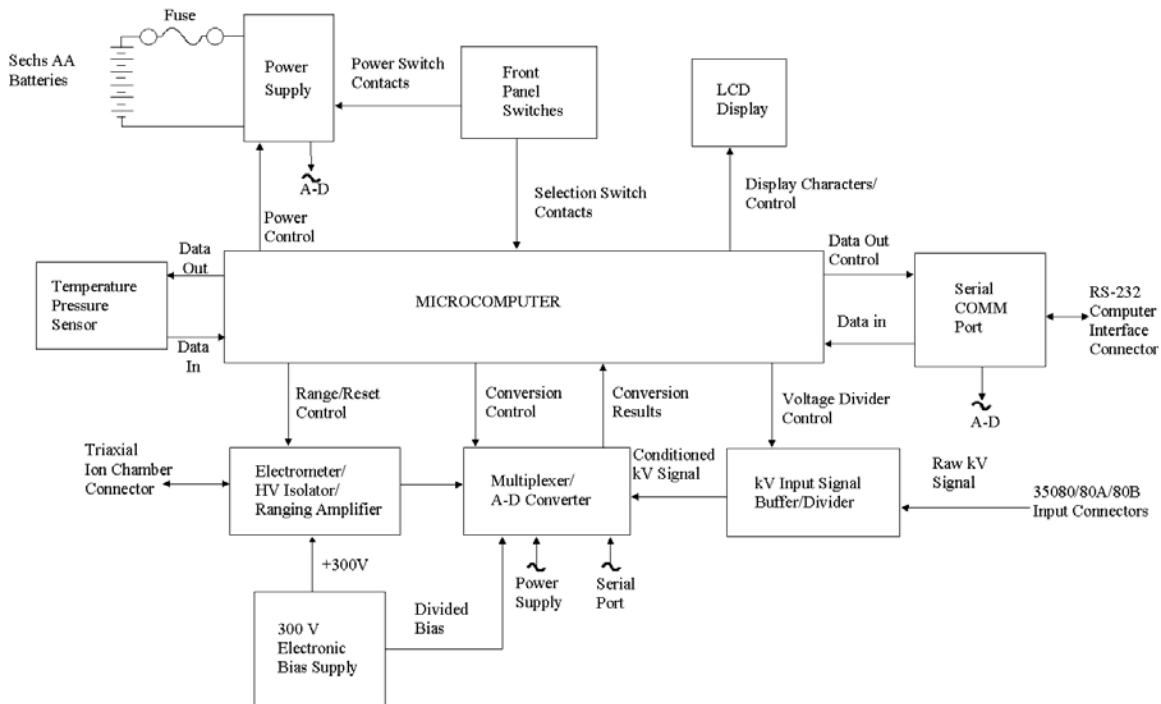 Fuse
Sechs AA
Batteries
Power
Supply
Power Switch
Contacts
Front
Panel
Switches
LCD
Display
A-D
Selection Switch
Contacts
Display Characters/
Control
Power
Control
Data
Out
Data Out
Control
Temperature
Pressure
Sensor
MICROCOMPUTER
Serial
COMM
Port
RS-232
Computer
Interface
Connector
Data
In
Data in
Range/Reset
Control
Conversion
Control
Conversion
Results
Voltage Divider
Control
A-D
Triaxial
Ion Chamber
Connector
Electrometer/
HV Isolator/
Ranging Amplifier
Multiplexer/
A-D Converter
Conditioned
kV Signal
kV Input Signal
Buffer/Divider
Raw kV
Signal
35080/80A/80B
Input Connectors
+300V
Power
Supply
Serial
Port
Divided
Bias
300 V
Electronic
Bias Supply